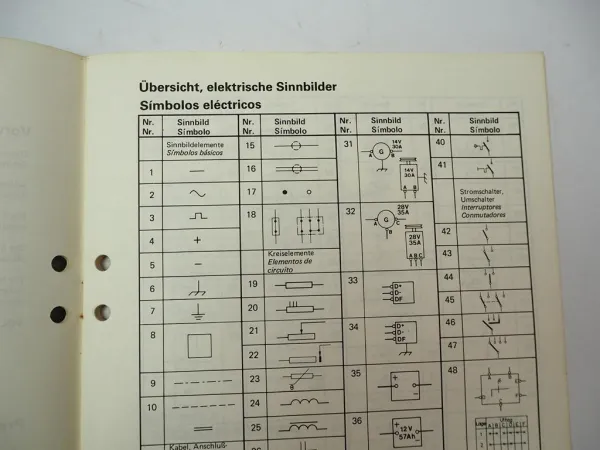 Übersicht, elektrische Sinnbilder
Símbolos eléctricos
Nr. Sinnbild Nr. Sinnbild Nr. Sinnbild Nr. Sinnbild
Nr. Símbolo Nr. Símbolo Nr. Símbolo Nr. Símbolo
Sinnbildelemente
Símbolos básicos
1
2
3
4
5
6
7
8
9
10
Kabel, Anschluß-
15
16
17
18
Kreiselemente
Elementos de
circuito
19
20
21
22
23
24
25
31
G
A B
14V
30A
14V
30A
A B
32
G
A C
B
28V
35A
28V
35A
A B C
33
D+
D-
DF
34
D+
D-
DF
35
+ -
36
+ -
12V
57Ah
40
41
Stromschalter,
Umschalter
Interruptores
Conmutadores
42
43
44
45
46
47
48
A C
E
F
B D
Lage
A B C D E F
1
2